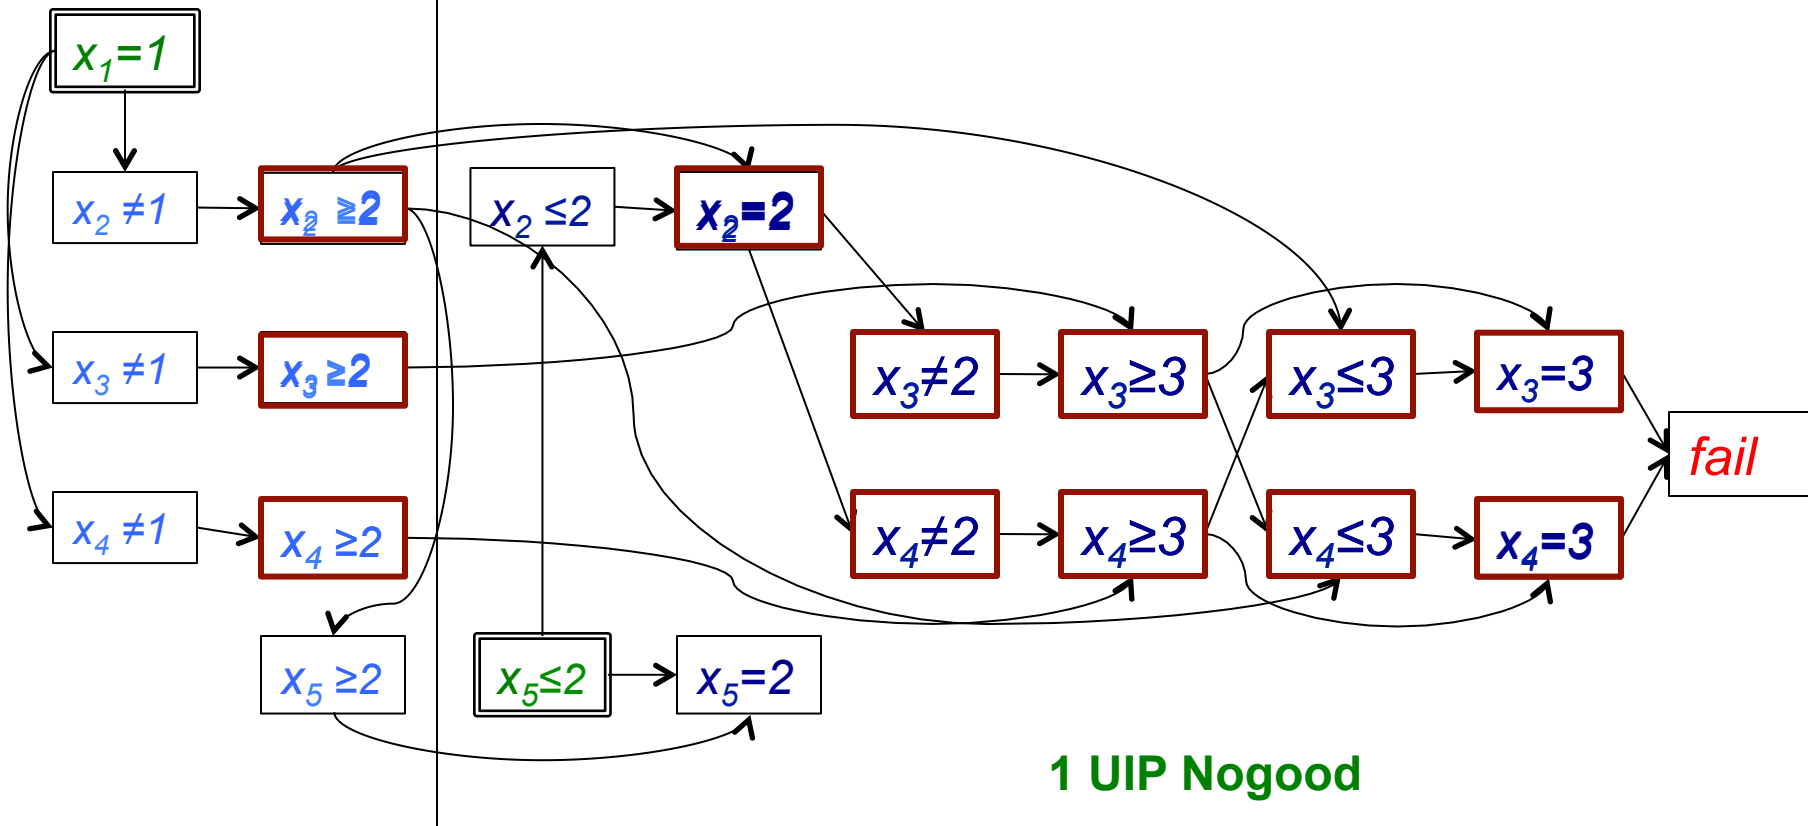 x₁=1
x₂ ≠1
x₂ ≥2
x₂ ≤2
x₂=2
x₃ ≠1
x₃ ≥2
x₃≠2
x₃≥3
x₃≤3
x₃=3
fail
x₄ ≠1
x₄ ≥2
x₄≠2
x₄≥3
x₄≤3
x₄=3
x₅ ≥2
x₅≤2
x₅=2
1 UIP Nogood